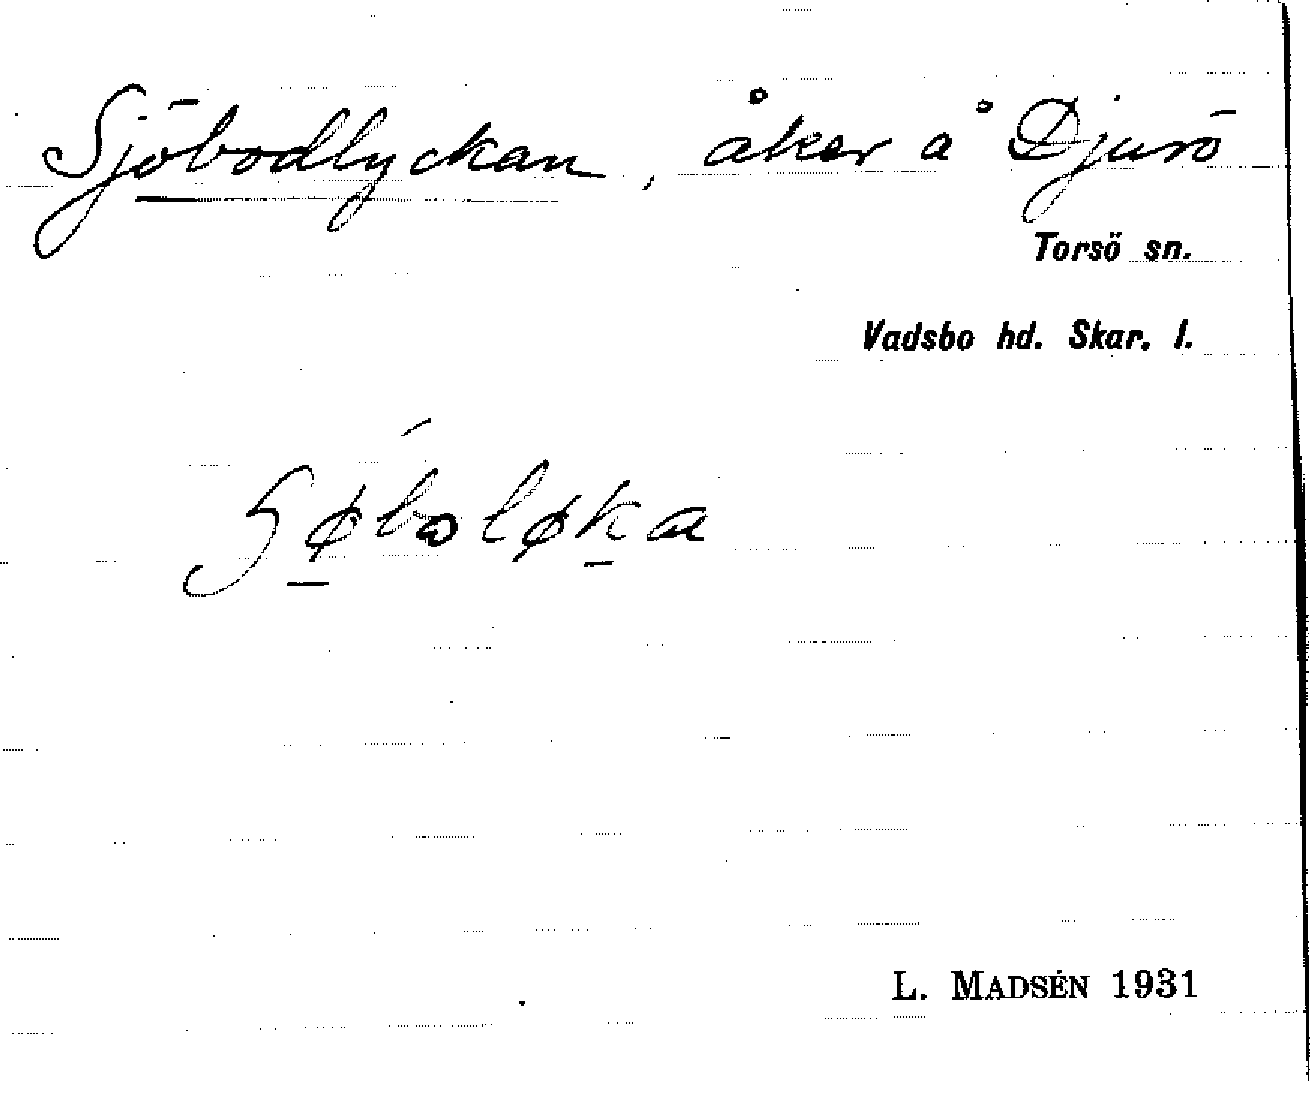 Sjöbodlyckan, åker å Djurö
Torsö sn.
Vadsbo hd. Skar. l.
L. MADSÉN 1931